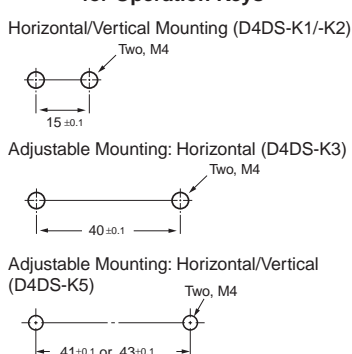 for Operation Keys
Horizontal/Vertical Mounting (D4DS-K1/-K2)
Two, M4
15 ±0.1
Adjustable Mounting: Horizontal (D4DS-K3)
Two, M4
40 ±0.1
Adjustable Mounting: Horizontal/Vertical
(D4DS-K5)
Two, M4
41±0.1 or 43±0.1